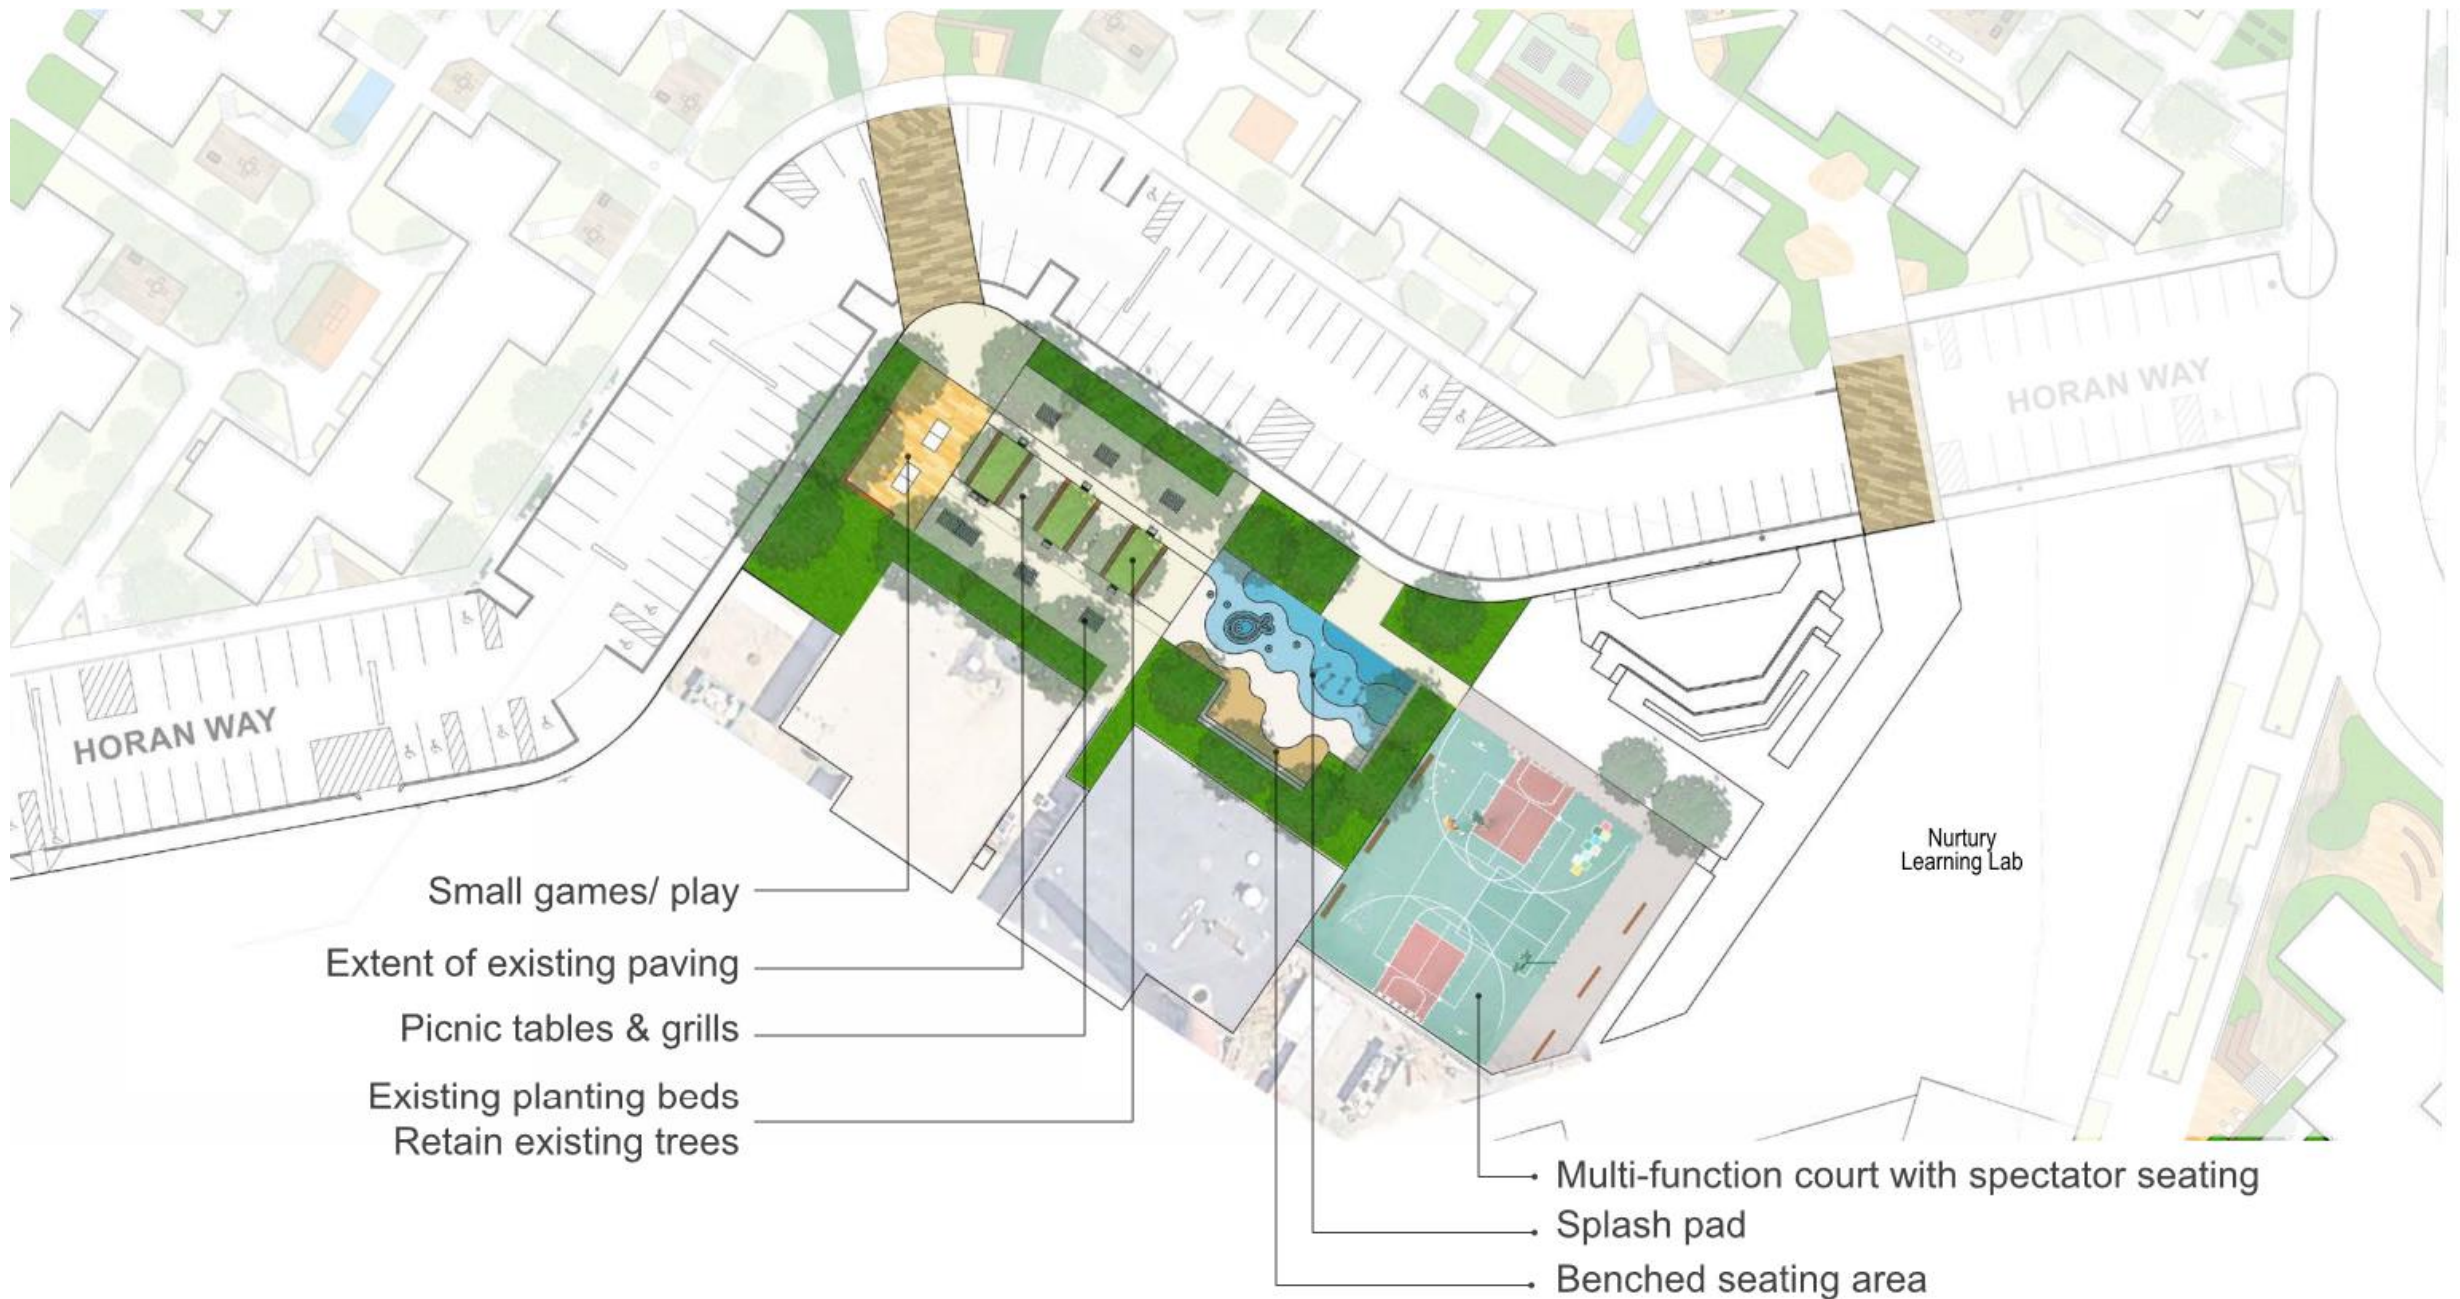 HORAN WAY
HORAN WAY
Nurtury
Learning Lab
Small games/ play
Extent of existing paving
Picnic tables & grills
Existing planting beds
Retain existing trees
Multi-function court with spectator seating
Splash pad
Benched seating area